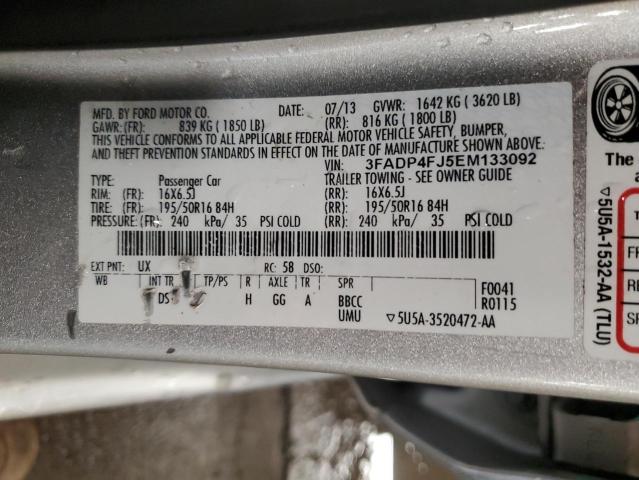 MFD. BY FORD MOTOR CO. DATE: 07/13 GVWR: 1642 KG ( 3620 LB)
GAWR: (FR): 839 KG ( 1850 LB) (RR): 816 KG ( 1800 LB)
THIS VEHICLE CONFORMS TO ALL APPLICABLE FEDERAL MOTOR VEHICLE SAFETY, BUMPER,
AND THEFT PREVENTION STANDARDS IN EFFECT ON THE DATE OF MANUFACTURE SHOWN ABOVE.
VIN: 3FADP4FJ5EM133092
TYPE: Passenger Car TRAILER TOWING - SEE OWNER GUIDE
RIM: (FR): 16X6.5J (RR): 16X6.5J
TIRE: (FR): 195/50R16 84H (RR): 195/50R16 84H
PRESSURE: (FR): 240 kPa/ 35 PSI COLD (RR): 240 kPa/ 35 PSI COLD
EXT PNT: UX RC: 58 DSO:
WB INT TR TP/PS R AXLE TR SPR F0041
DS H GG A BBCC R0115
UMU ▽5U5A-3520472-AA
▽5U5A-1532-AA (TLU)
The